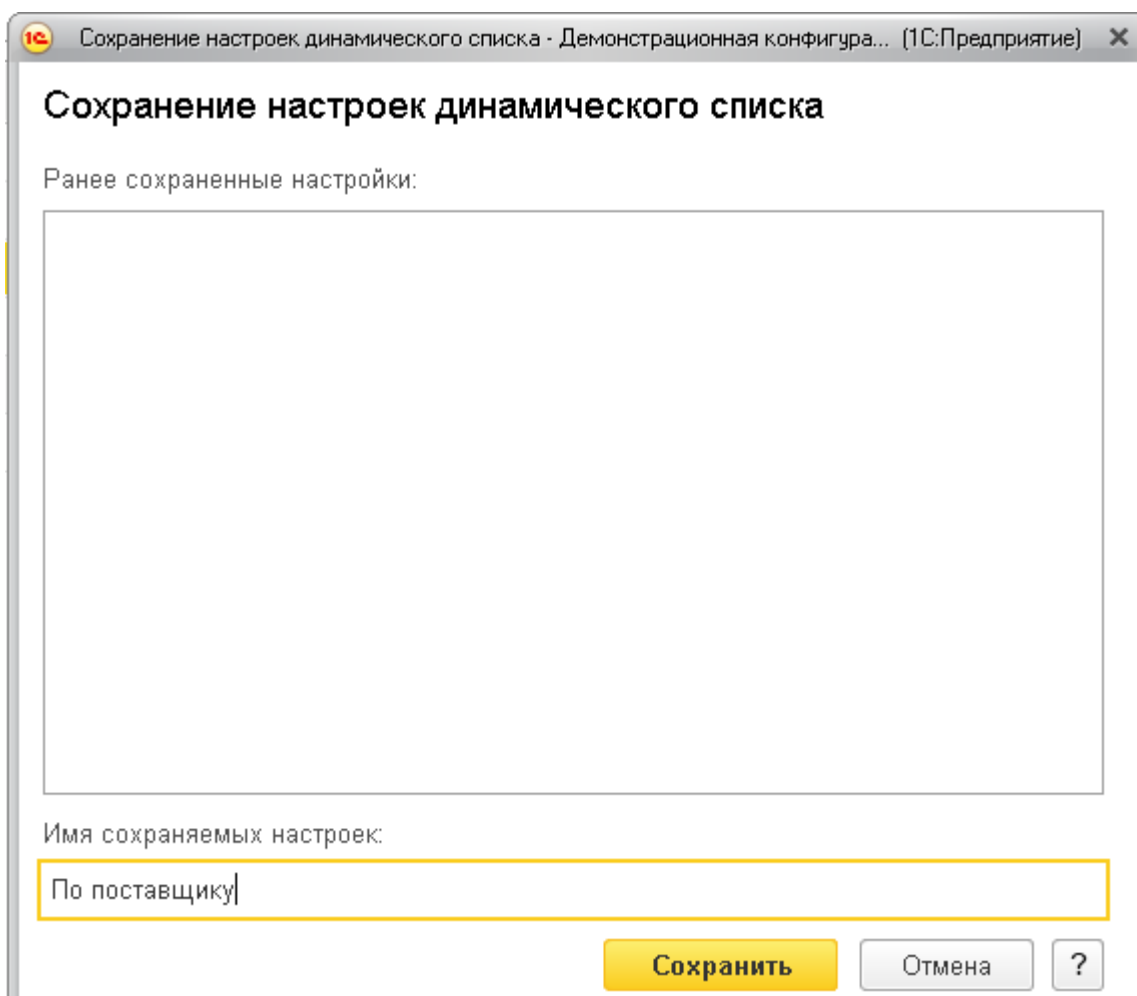 1С Сохранение настроек динамического списка - Демонстрационная конфигура... (1С:Предприятие)
Сохранение настроек динамического списка
Ранее сохраненные настройки:
Имя сохраняемых настроек:
По поставщику
Сохранить Отмена ?